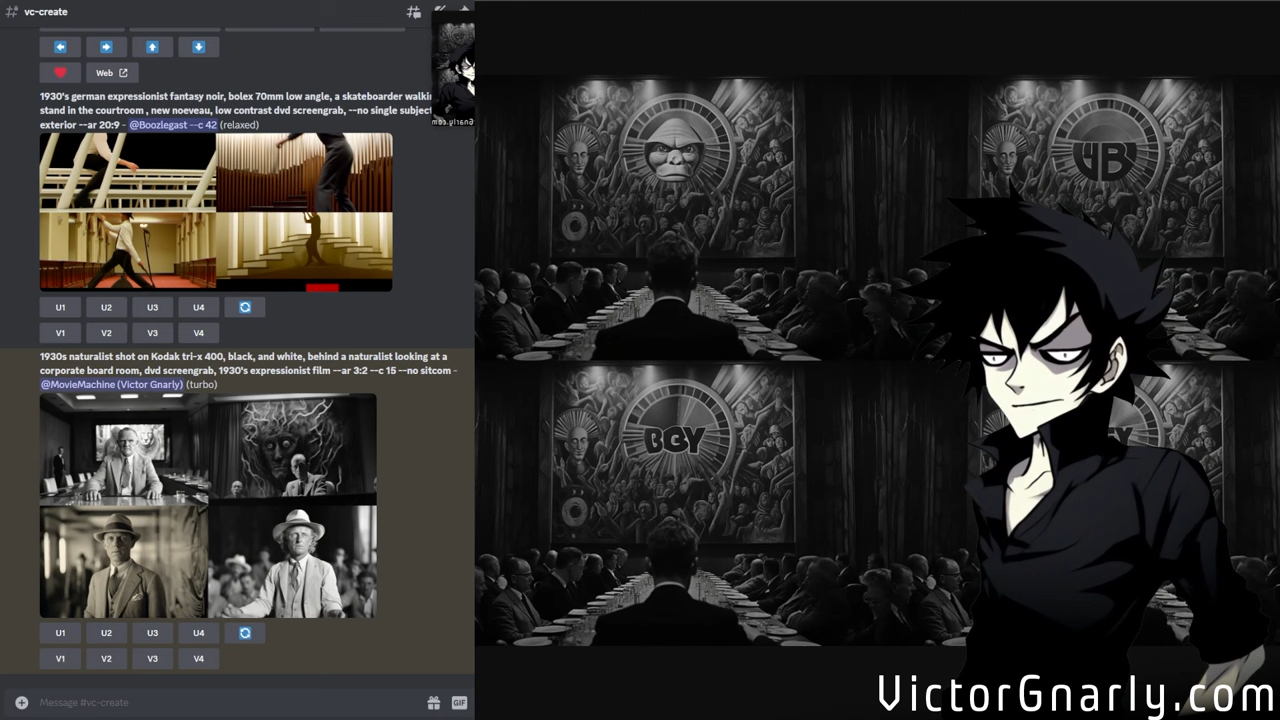 vc-create
Web
1930's german expressionist fantasy noir, bolex 70mm low angle, a skateboarder
stand in the courtroom , new noeveau, low contrast dvd screengrab, --no single subject
exterior --ar 20:9 - @Boozlegast --c 42 (relaxed)
U1 U2 U3 U4
V1 V2 V3 V4
1930s naturalist shot on Kodak tri-x 400, black, and white, behind a naturalist looking at a
corporate board room, dvd screengrab, 1930's expressionist film --ar 3:2 --c 15 --no sitcom -
@MovieMachine (Victor Gnarly) (turbo)
U1 U2 U3 U4
V1 V2 V3 V4
Message #vc-create
GIF
BGY
VictorGnarly.com